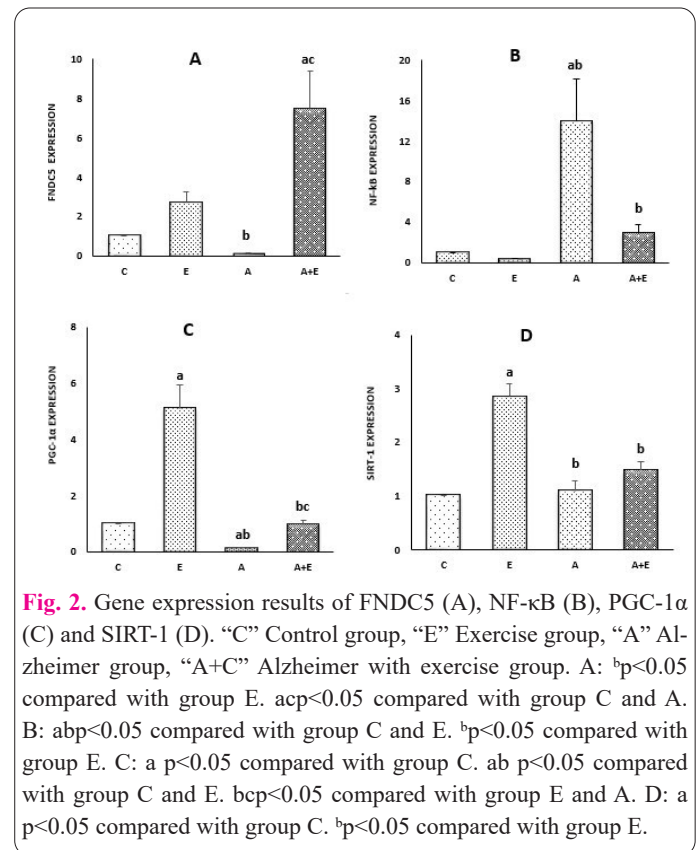 A
FNDC5 EXPRESSION
10
8
6
4
2
0
b
ac
C E A A+E
B
NF-kB EXPRESSION
20
16
12
8
4
0
ab
b
C E A A+E
C
PGC-1α EXPRESSION
8
6
4
2
0
a
ab
bc
C E A A+E
D
SIRT-1 EXPRESSION
4
3
2
1
0
a
b
b
C E A A+E
Fig. 2. Gene expression results of FNDC5 (A), NF-κB (B), PGC-1α
(C) and SIRT-1 (D). “C” Control group, “E” Exercise group, “A” Al-
zheimer group, “A+C” Alzheimer with exercise group. A: ᵇp<0.05
compared with group E. acp<0.05 compared with group C and A.
B: abp<0.05 compared with group C and E. ᵇp<0.05 compared with
group E. C: a p<0.05 compared with group C. ab p<0.05 compared
with group C and E. bcp<0.05 compared with group E and A. D: a
p<0.05 compared with group C. ᵇp<0.05 compared with group E.